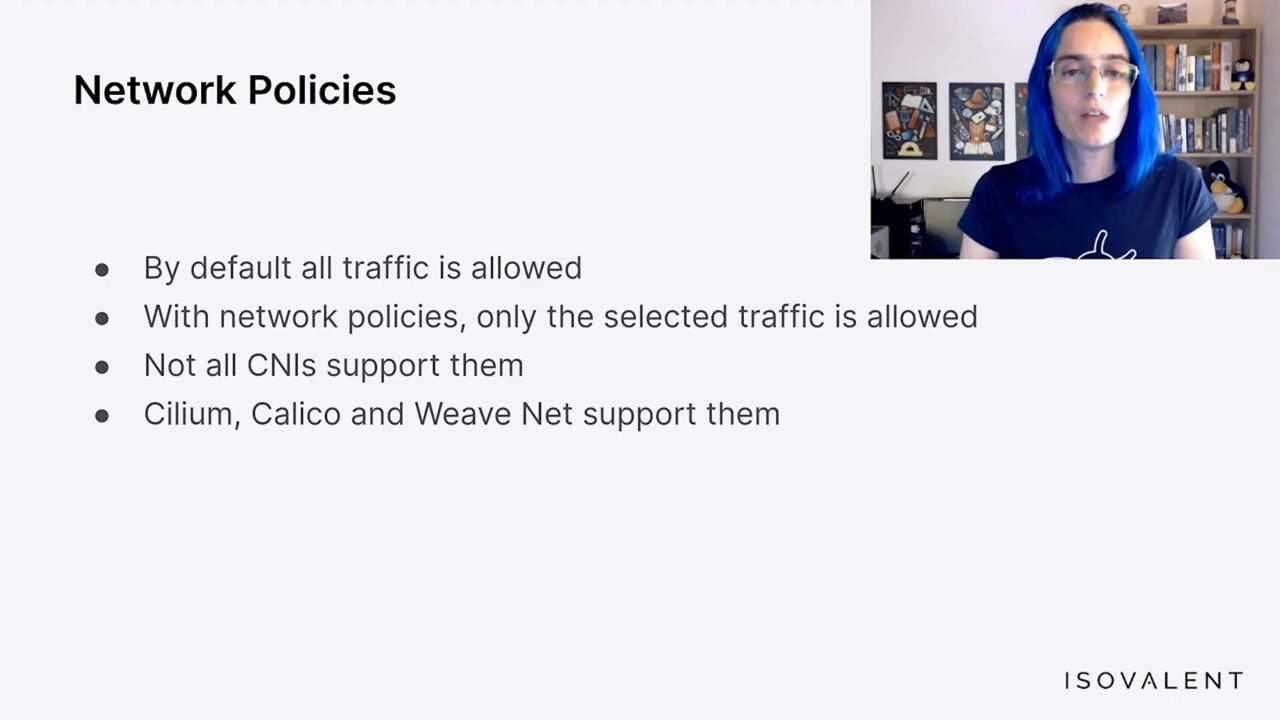 Network Policies
● By default all traffic is allowed
● With network policies, only the selected traffic is allowed
● Not all CNIs support them
● Cilium, Calico and Weave Net support them
ISOVALENT